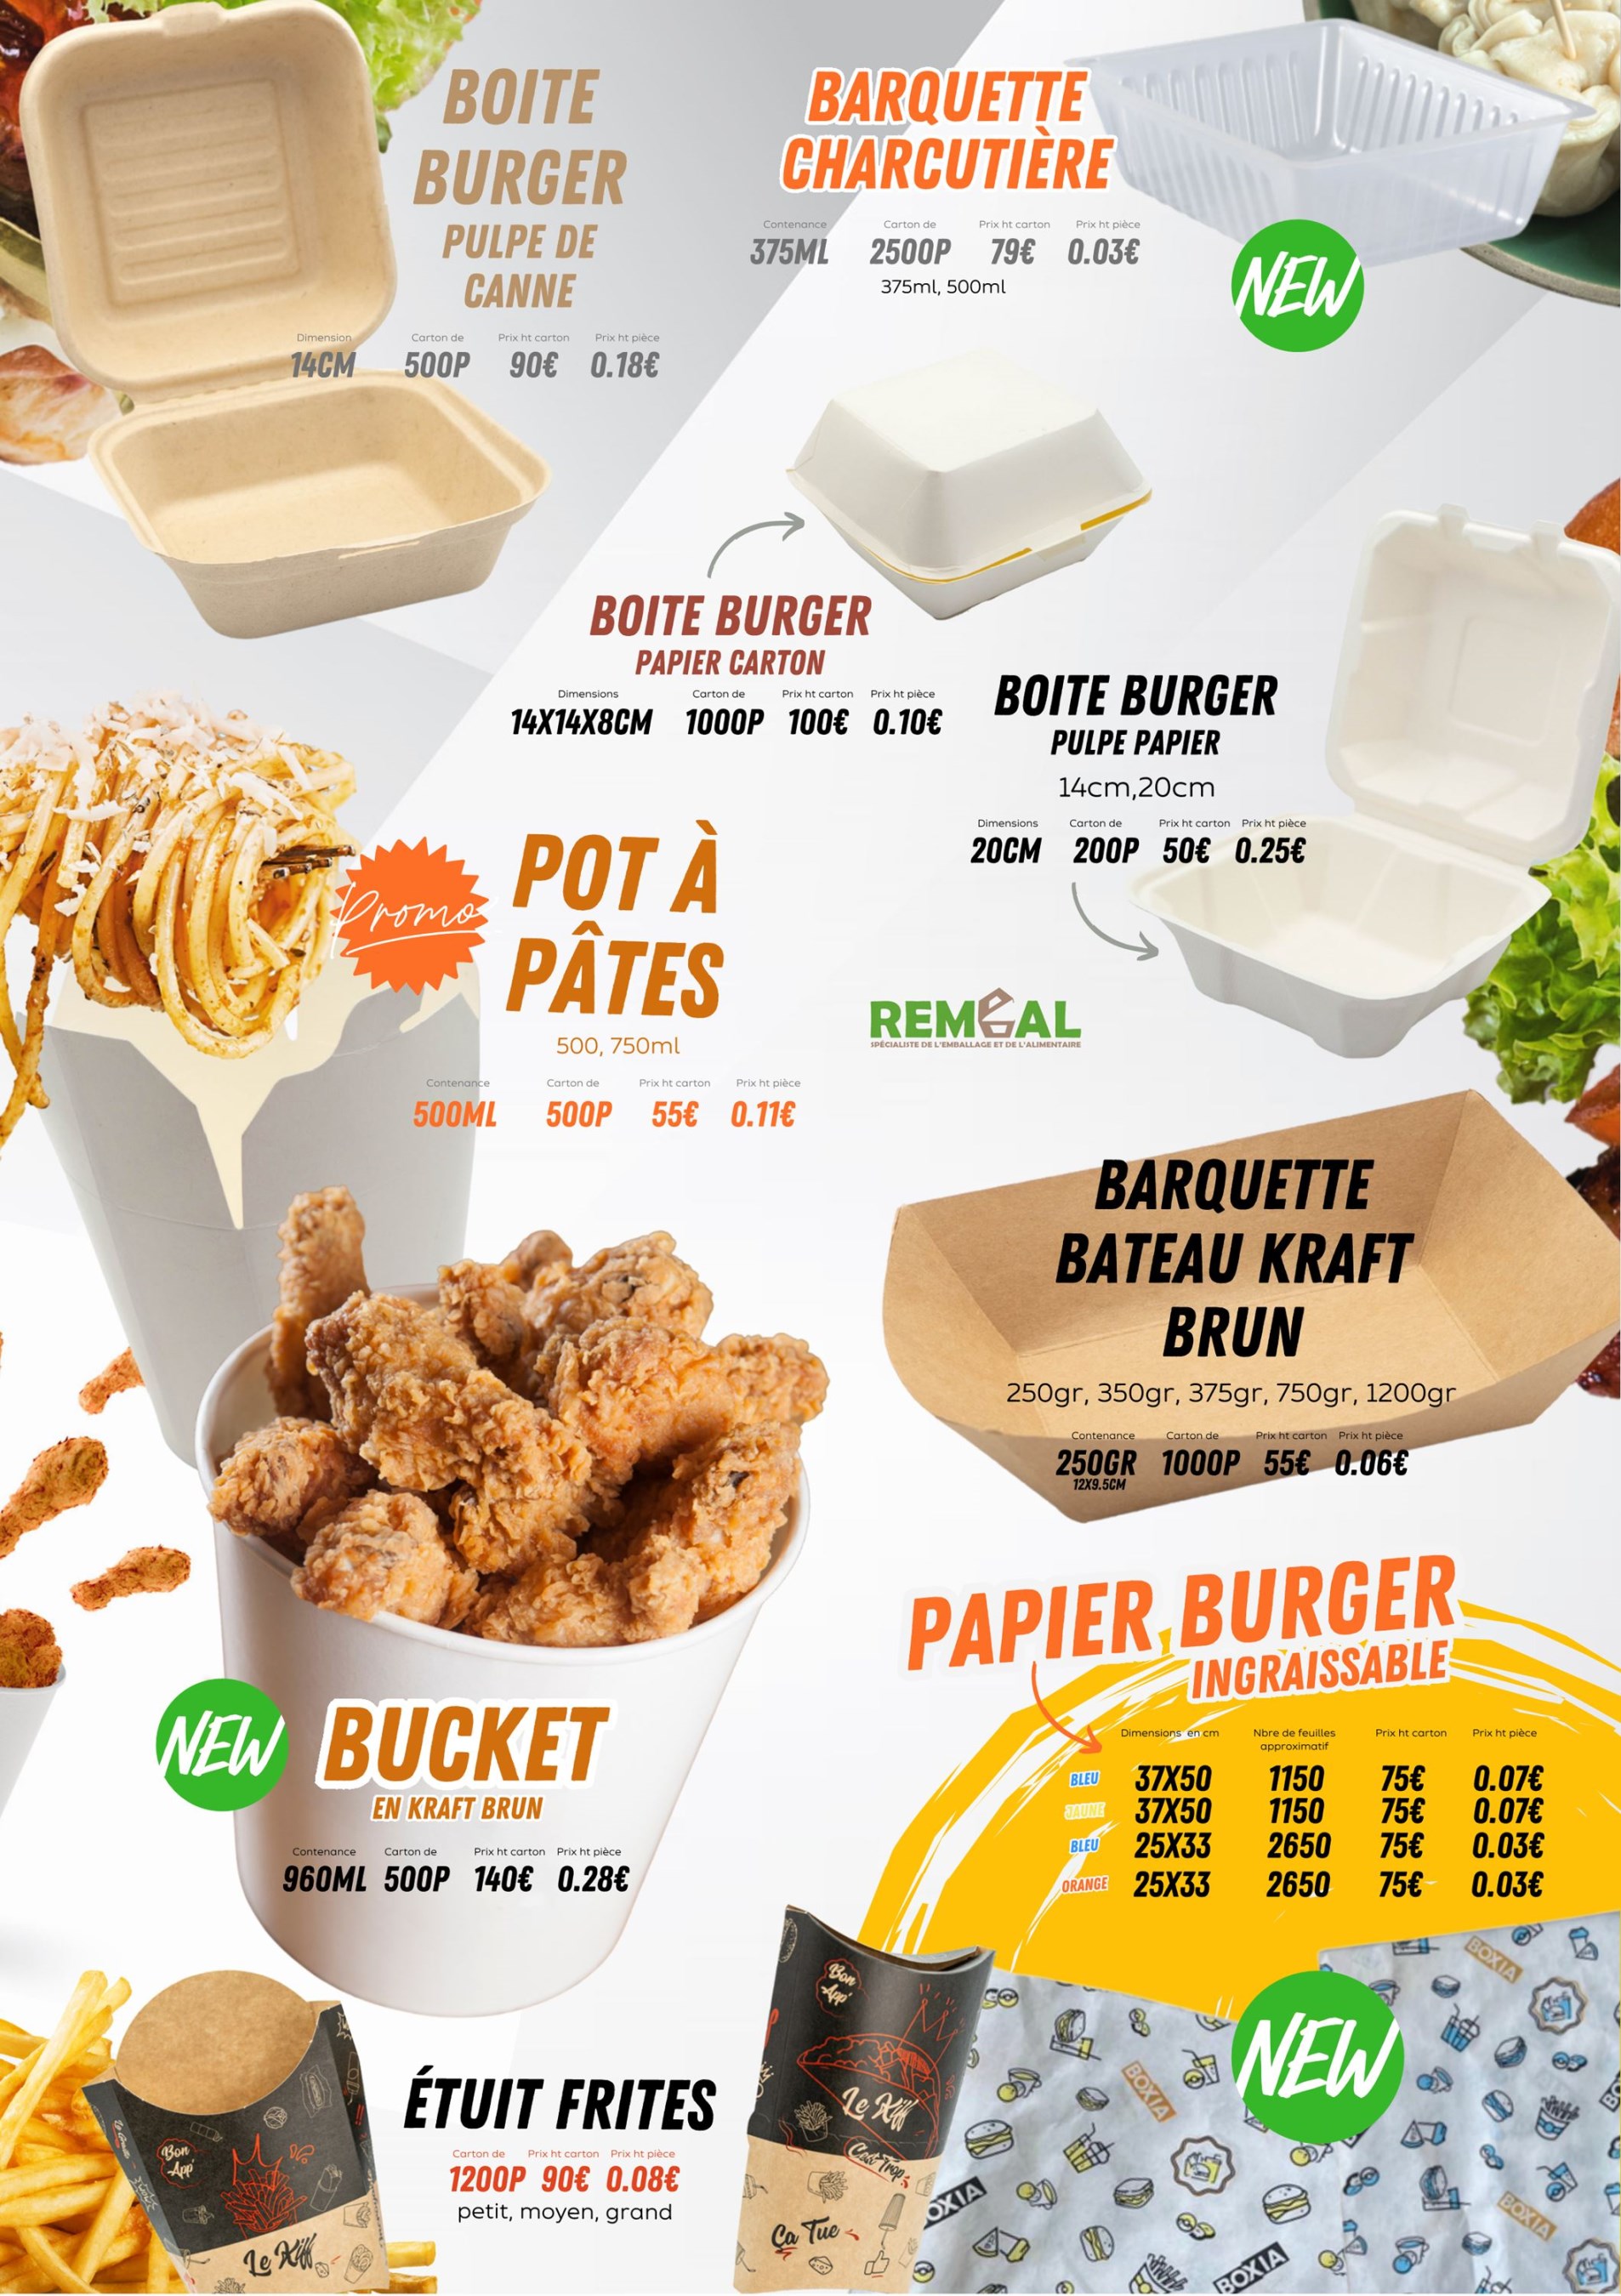 BOITE
BURGER
PULPE DE
CANNE
Dimension Carton de Prix ht carton Prix ht pièce
14CM 500P 90€ 0.18€
BARQUETTE
CHARCUTIÈRE
Contenance Carton de Prix ht carton Prix ht pièce
375ML 2500P 79€ 0.03€
375ml, 500ml
NEW
BOITE BURGER
PAPIER CARTON
Dimensions Carton de Prix ht carton Prix ht pièce
14X14X8CM 1000P 100€ 0.10€
BOITE BURGER
PULPE PAPIER
14cm,20cm
Dimensions Carton de Prix ht carton Prix ht pièce
20CM 200P 50€ 0.25€
Promo
POT À
PÂTES
500, 750ml
Contenance Carton de Prix ht carton Prix ht pièce
500ML 500P 55€ 0.11€
REMEAL
SPÉCIALISTE DE L'EMBALLAGE ET DE L'ALIMENTAIRE
BARQUETTE
BATEAU KRAFT
BRUN
250gr, 350gr, 375gr, 750gr, 1200gr
Contenance Carton de Prix ht carton Prix ht pièce
250GR 1000P 55€ 0.06€
12X9.5CM
PAPIER BURGER
INGRAISSABLE
Dimensions en cm Nbre de feuilles approximatif Prix ht carton Prix ht pièce
BLEU 37X50 1150 75€ 0.07€
JAUNE 37X50 1150 75€ 0.07€
BLEU 25X33 2650 75€ 0.03€
ORANGE 25X33 2650 75€ 0.03€
NEW
BUCKET
EN KRAFT BRUN
Contenance Carton de Prix ht carton Prix ht pièce
960ML 500P 140€ 0.28€
ÉTUIT FRITES
Carton de Prix ht carton Prix ht pièce
1200P 90€ 0.08€
petit, moyen, grand
Bon
App'
Le Kiff
Bon
App'
Le Kiff
C'est Trop
Ça Tue
NEW
BOXIA
BOXIA
BOXIA
BOXIA
OXIA